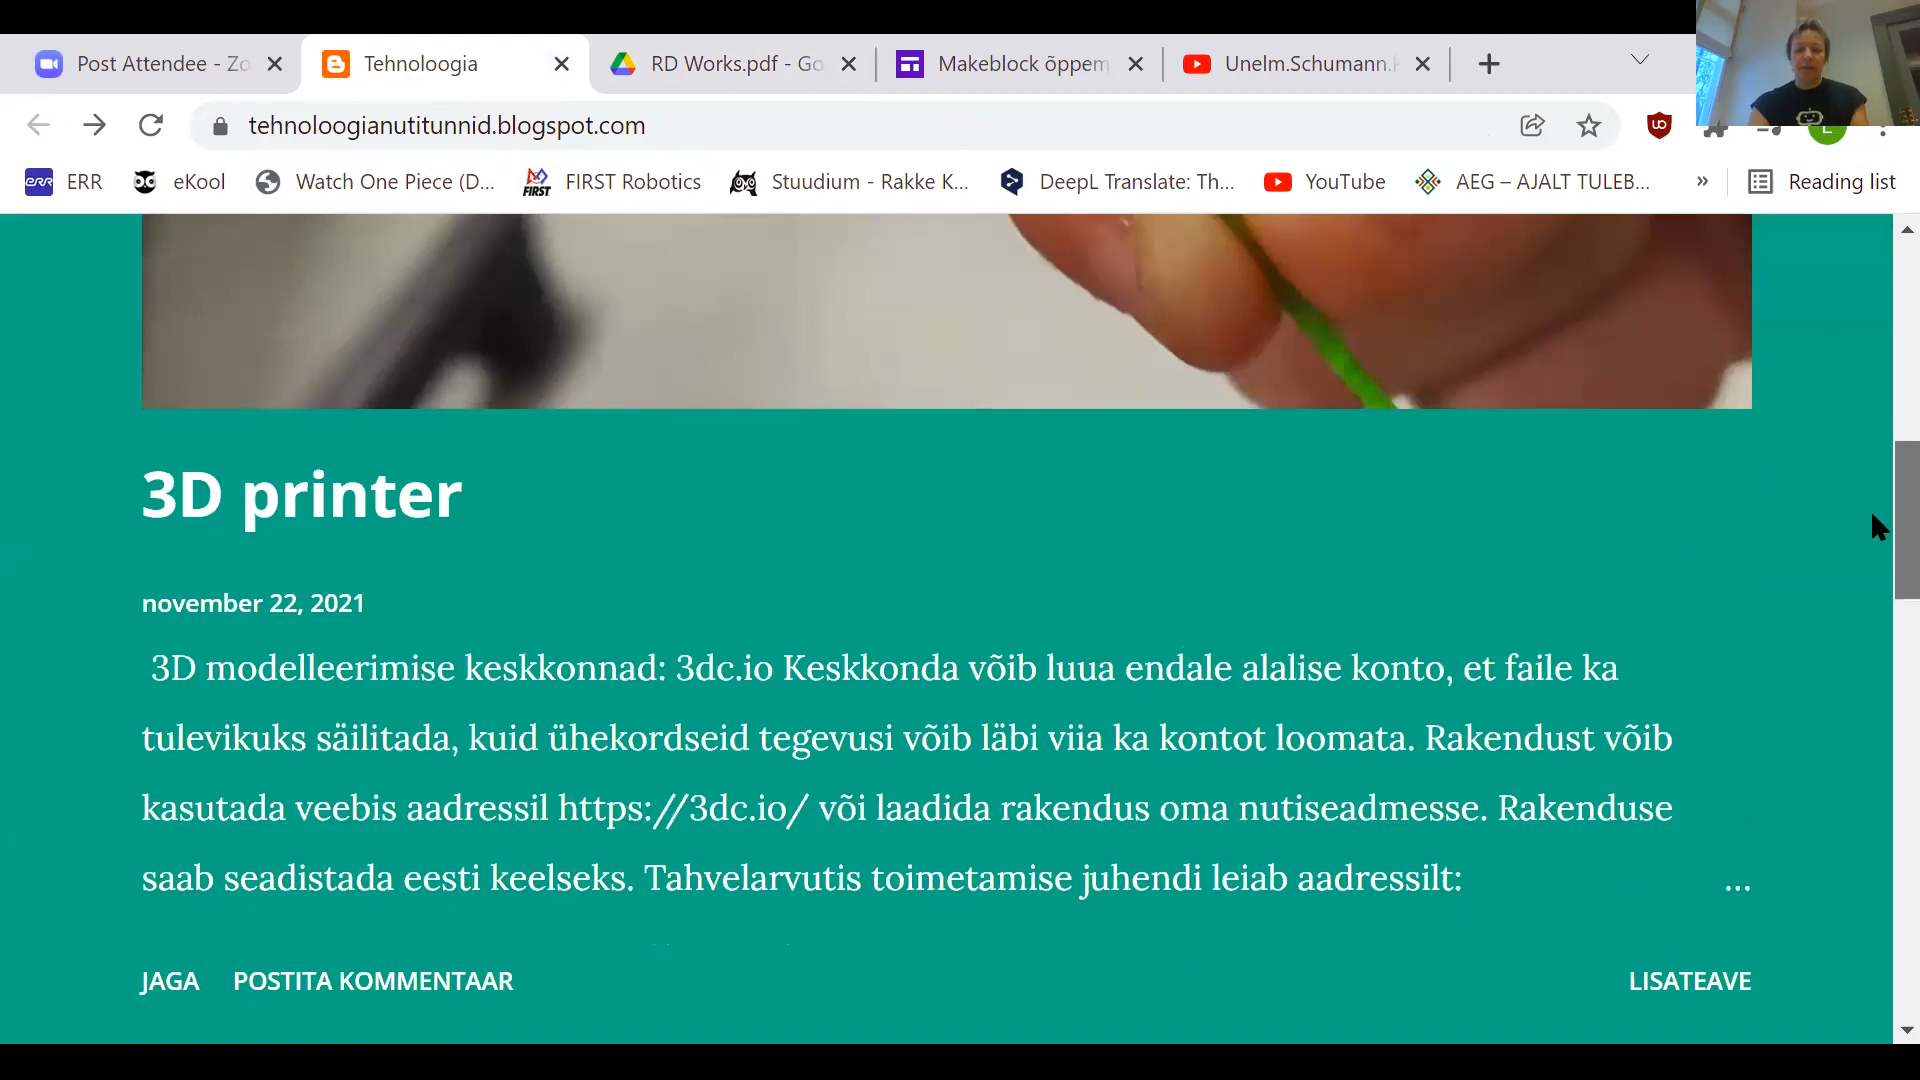 Post Attendee - Zo
Tehnoloogia
RD Works.pdf - Go
Makeblock õppem
Unelm.Schumann.
tehnoloogianutitunnid.blogspot.com
ERR
eKool
Watch One Piece (D...
FIRST Robotics
Stuudium - Rakke K...
DeepL Translate: Th...
YouTube
AEG – AJALT TULEB...
»
Reading list
3D printer
november 22, 2021
3D modelleerimise keskkonnad: 3dc.io Keskkonda võib luua endale alalise konto, et faile ka
tulevikuks säilitada, kuid ühekordseid tegevusi võib läbi viia ka kontot loomata. Rakendust võib
kasutada veebis aadressil https://3dc.io/ või laadida rakendus oma nutiseadmesse. Rakenduse
saab seadistada eesti keelseks. Tahvelarvutis toimetamise juhendi leiab aadressilt: ...
JAGA POSTITA KOMMENTAAR LISATEAVE